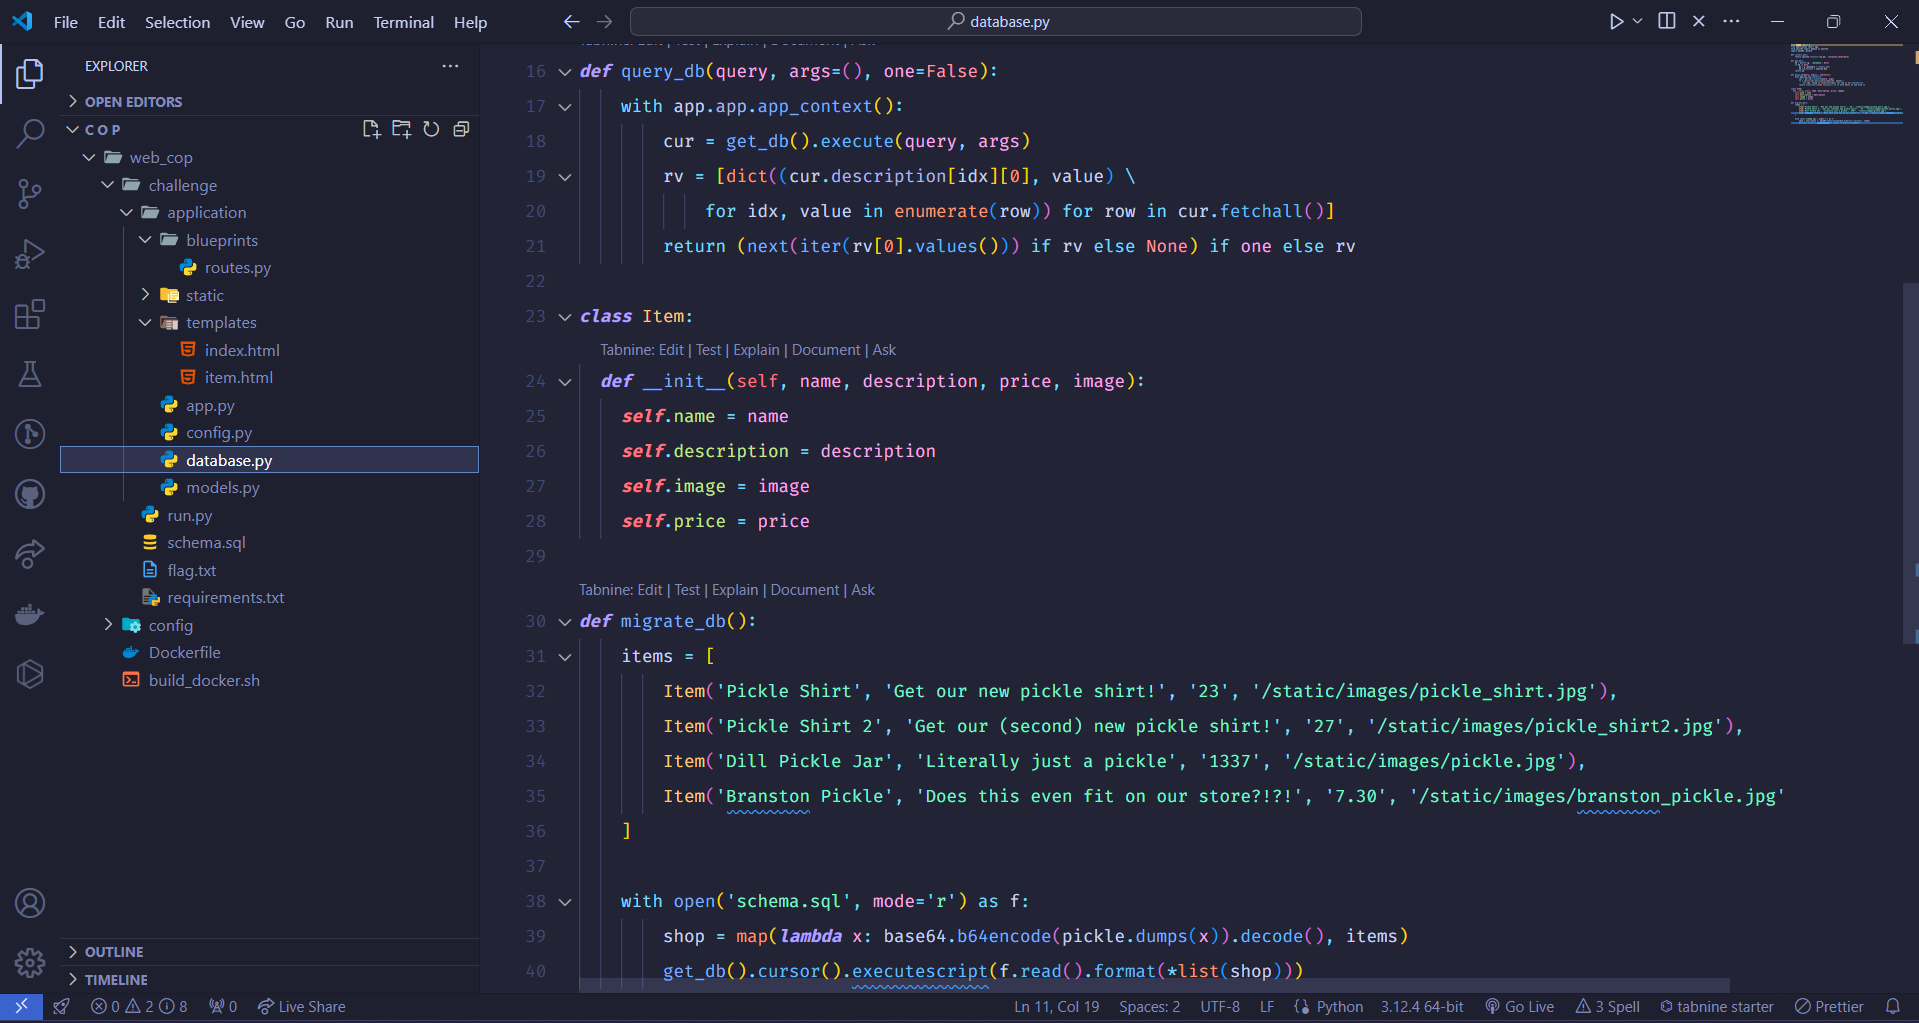 File Edit Selection View Go Run Terminal Help
database.py
EXPLORER
OPEN EDITORS
COP
web_cop
challenge
application
blueprints
routes.py
static
templates
index.html
item.html
app.py
config.py
database.py
models.py
run.py
schema.sql
flag.txt
requirements.txt
config
Dockerfile
build_docker.sh
OUTLINE
TIMELINE
Tabnine: Edit | Test | Explain | Document | Ask
16 def query_db(query, args=(), one=False):
17 with app.app.app_context():
18 cur = get_db().execute(query, args)
19 rv = [dict((cur.description[idx][0], value) \
20 for idx, value in enumerate(row)) for row in cur.fetchall()]
21 return (next(iter(rv[0].values())) if rv else None) if one else rv
22
23 class Item:
Tabnine: Edit | Test | Explain | Document | Ask
24 def __init__(self, name, description, price, image):
25 self.name = name
26 self.description = description
27 self.image = image
28 self.price = price
29
Tabnine: Edit | Test | Explain | Document | Ask
30 def migrate_db():
31 items = [
32 Item('Pickle Shirt', 'Get our new pickle shirt!', '23', '/static/images/pickle_shirt.jpg'),
33 Item('Pickle Shirt 2', 'Get our (second) new pickle shirt!', '27', '/static/images/pickle_shirt2.jpg'),
34 Item('Dill Pickle Jar', 'Literally just a pickle', '1337', '/static/images/pickle.jpg'),
35 Item('Branston Pickle', 'Does this even fit on our store?!?!', '7.30', '/static/images/branston_pickle.jpg'
36 ]
37
38 with open('schema.sql', mode='r') as f:
39 shop = map(lambda x: base64.b64encode(pickle.dumps(x)).decode(), items)
40 get_db().cursor().executescript(f.read().format(*list(shop)))
0 2 8 0 Live Share Ln 11, Col 19 Spaces: 2 UTF-8 LF Python 3.12.4 64-bit Go Live 3 Spell tabnine starter Prettier